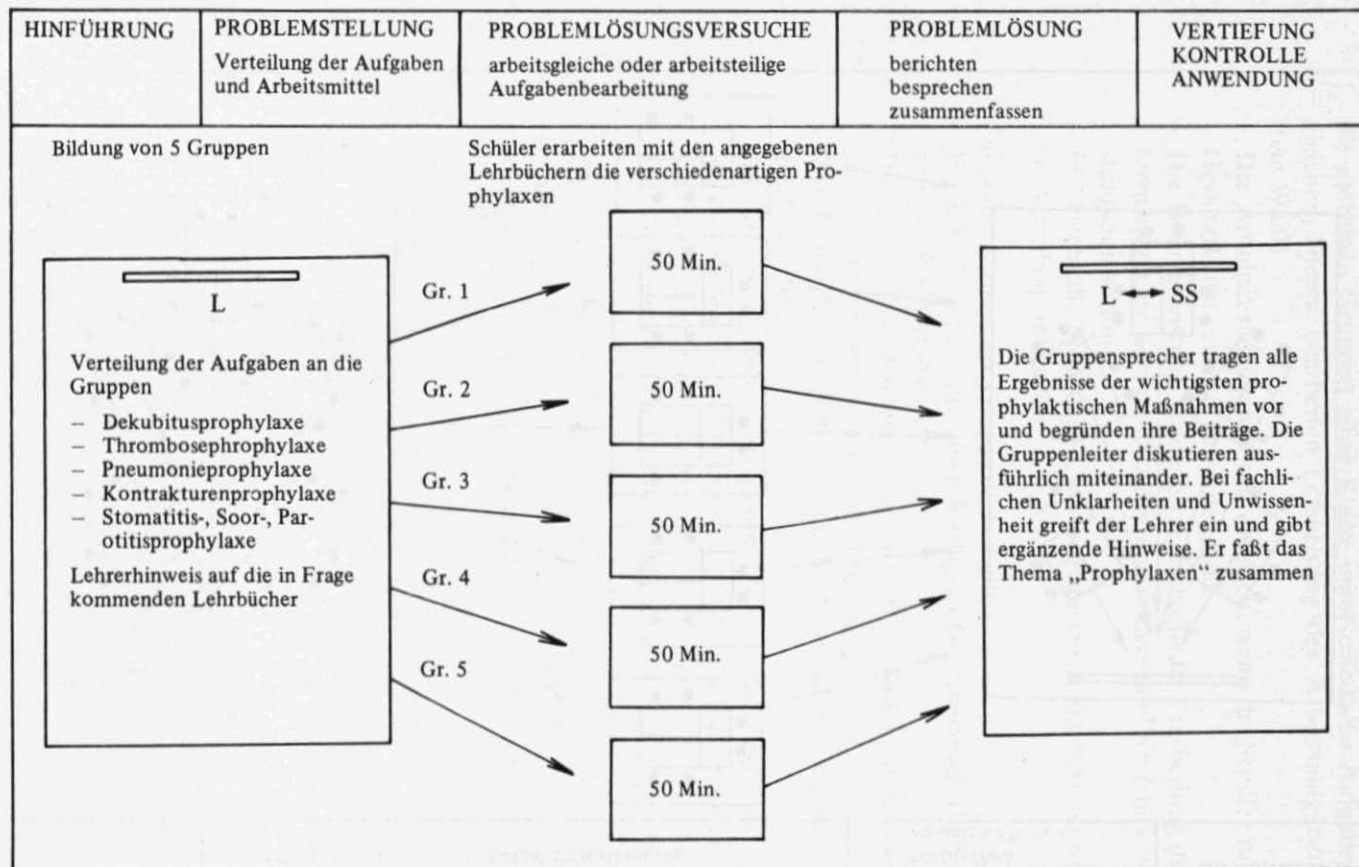 HINFÜHRUNG
PROBLEMSTELLUNG
Verteilung der Aufgaben
und Arbeitsmittel
PROBLEMLÖSUNGSVERSUCHE
arbeitsgleiche oder arbeitsteilige
Aufgabenbearbeitung
PROBLEMLÖSUNG
berichten
besprechen
zusammenfassen
VERTIEFUNG
KONTROLLE
ANWENDUNG
Bildung von 5 Gruppen
Schüler erarbeiten mit den angegebenen
Lehrbüchern die verschiedenartigen Pro-
phylaxen
L
Verteilung der Aufgaben an die
Gruppen
– Dekubitusprophylaxe
– Thrombosephrophylaxe
– Pneumonieprophylaxe
– Kontrakturenprophylaxe
– Stomatitis-, Soor-, Par-
otitisprophylaxe
Lehrerhinweis auf die in Frage
kommenden Lehrbücher
Gr. 1
Gr. 2
Gr. 3
Gr. 4
Gr. 5
50 Min.
50 Min.
50 Min.
50 Min.
50 Min.
L ↔ SS
Die Gruppensprecher tragen alle
Ergebnisse der wichtigsten pro-
phylaktischen Maßnahmen vor
und begründen ihre Beiträge. Die
Gruppenleiter diskutieren aus-
führlich miteinander. Bei fachli-
chen Unklarheiten und Unwissen-
heit greift der Lehrer ein und gibt
ergänzende Hinweise. Er faßt das
Thema „Prophylaxen“ zusammen